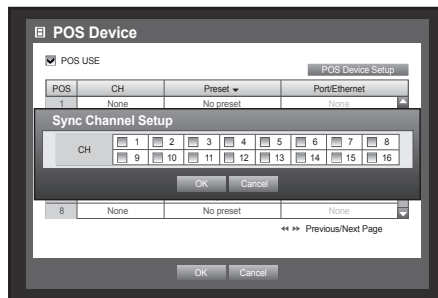 POS Device
POS USE
POS Device Setup
POS CH Preset Port/Ethernet
1 None No preset None
Sync Channel Setup
CH 1 2 3 4 5 6 7 8
9 10 11 12 13 14 15 16
OK Cancel
8 None No preset None
Previous/Next Page
OK Cancel